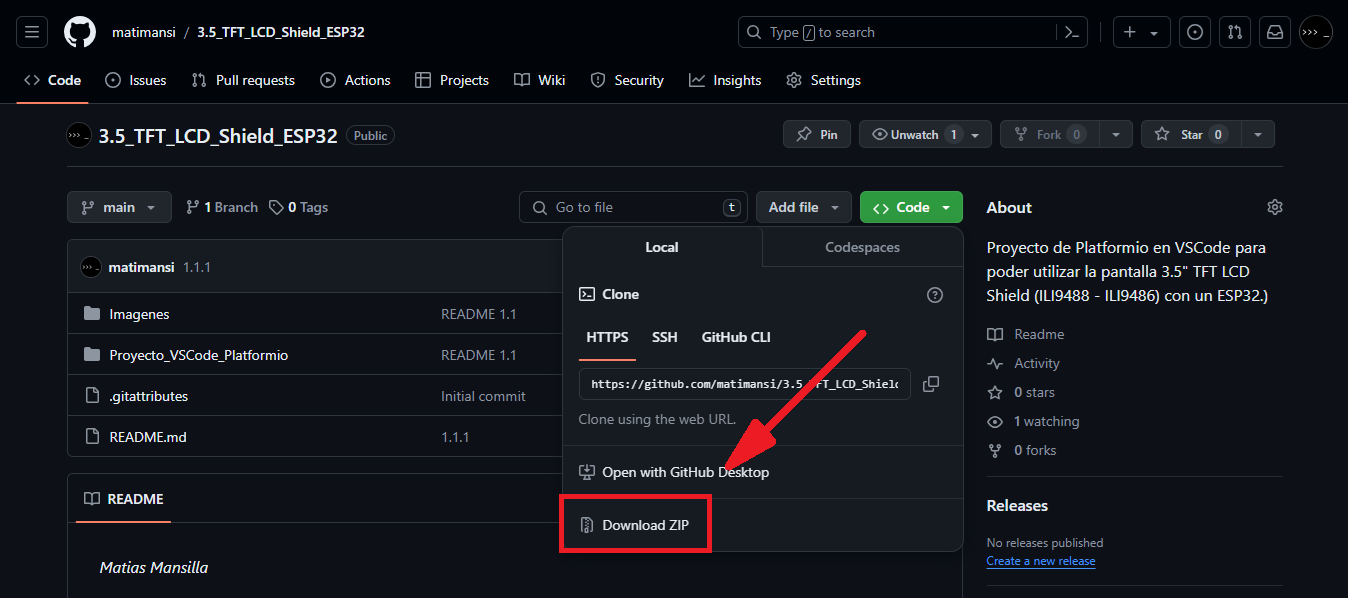 matimansi / 3.5_TFT_LCD_Shield_ESP32
Type / to search
Code Issues Pull requests Actions Projects Wiki Security Insights Settings
3.5_TFT_LCD_Shield_ESP32 Public
Pin Unwatch 1 Fork 0 Star 0
main 1 Branch 0 Tags Go to file t Add file Code
Local Codespaces
Clone
HTTPS SSH GitHub CLI
https://github.com/matimansi/3.5_TFT_LCD_Shield
Clone using the web URL.
Open with GitHub Desktop
Download ZIP
matimansi 1.1.1
Imagenes README 1.1
Proyecto_VSCode_Platformio README 1.1
.gitattributes Initial commit
README.md 1.1.1
README
Matias Mansilla
About
Proyecto de Platformio en VSCode para
poder utilizar la pantalla 3.5" TFT LCD
Shield (ILI9488 - ILI9486) con un ESP32.)
Readme
Activity
0 stars
1 watching
0 forks
Releases
No releases published
Create a new release